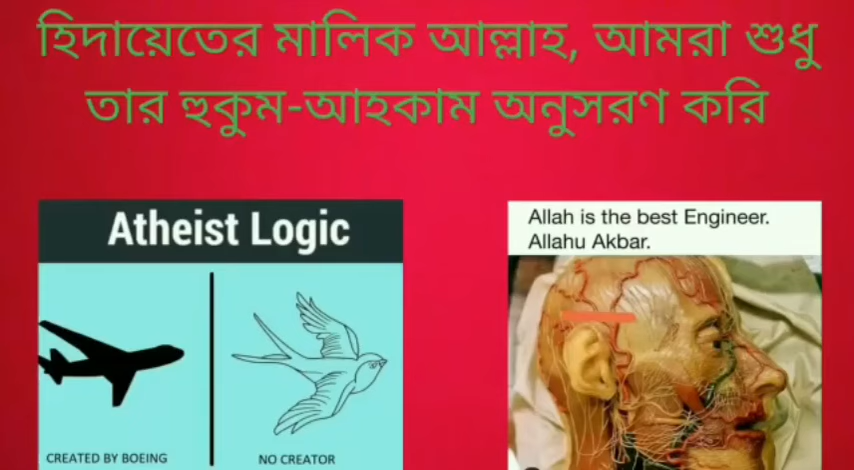 হিদায়েতের মালিক আল্লাহ, আমরা শুধু
তার হুকুম-আহকাম অনুসরণ করি
Atheist Logic
CREATED BY BOEING
NO CREATOR
Allah is the best Engineer.
Allahu Akbar.